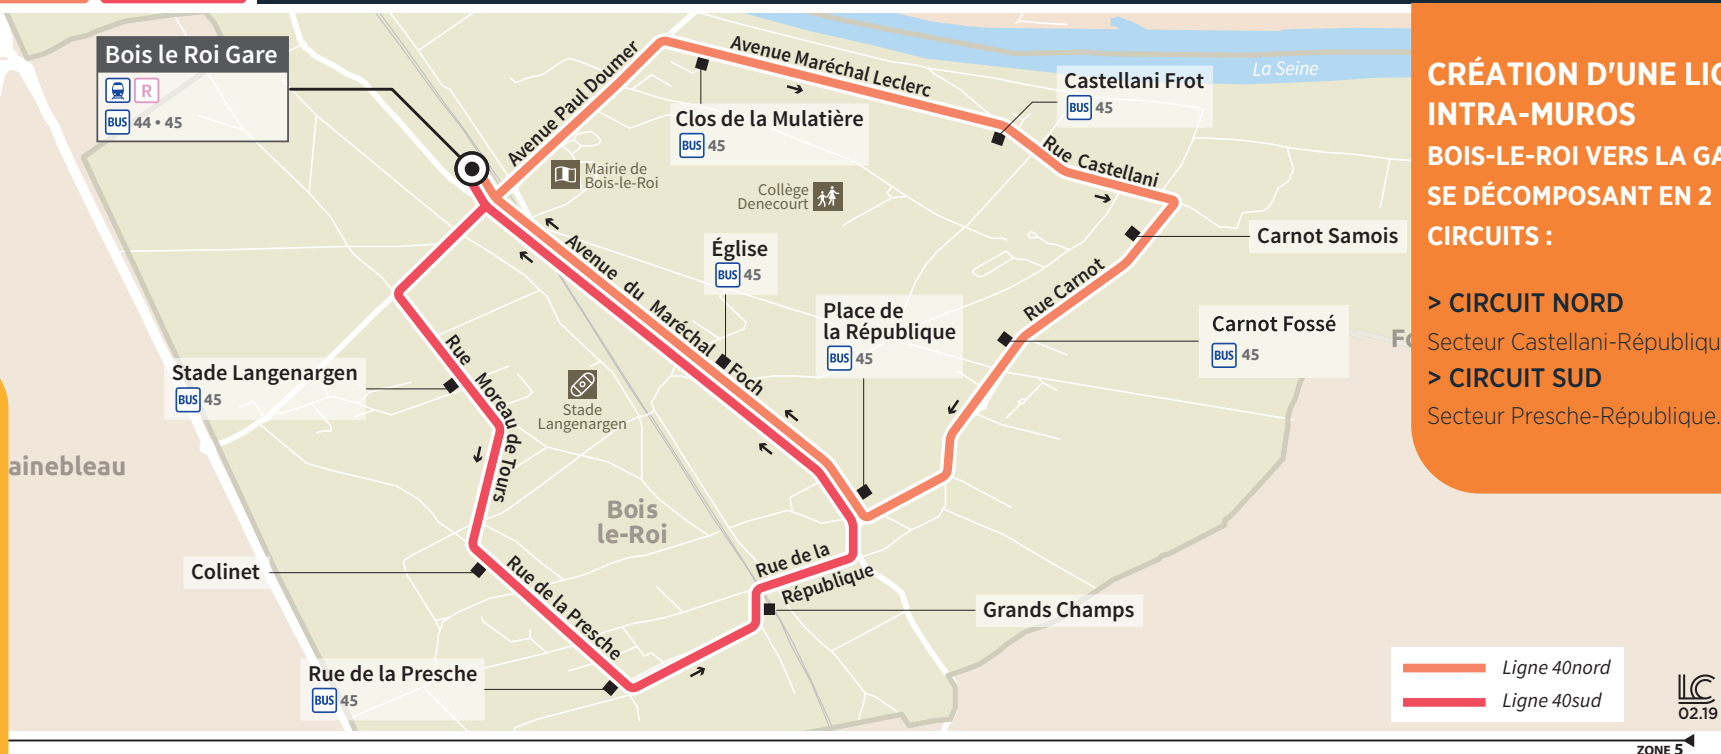 Bois le Roi Gare
R
BUS 44 • 45
Avenue Paul Doumer
Avenue Maréchal Leclerc
La Seine
Clos de la Mulatière
BUS 45
Castellani Frot
BUS 45
Rue Castellani
Mairie de
Bois-le-Roi
Collège
Denecourt
Carnot Samois
Église
BUS 45
Avenue du Maréchal Foch
Place de
la République
BUS 45
Rue Carnot
Carnot Fossé
BUS 45
Stade Langenargen
BUS 45
Rue Moreau de Tours
Stade
Langenargen
ainebleau
Bois
le-Roi
Colinet
Rue de la Presche
Rue de la
République
Grands Champs
Rue de la Presche
BUS 45
Fo
CRÉATION D'UNE LIG
INTRA-MUROS
BOIS-LE-ROI VERS LA GA
SE DÉCOMPOSANT EN 2
CIRCUITS :
> CIRCUIT NORD
Secteur Castellani-Républiqu
> CIRCUIT SUD
Secteur Presche-République.
Ligne 40nord
Ligne 40sud
LC
02.19
ZONE 5